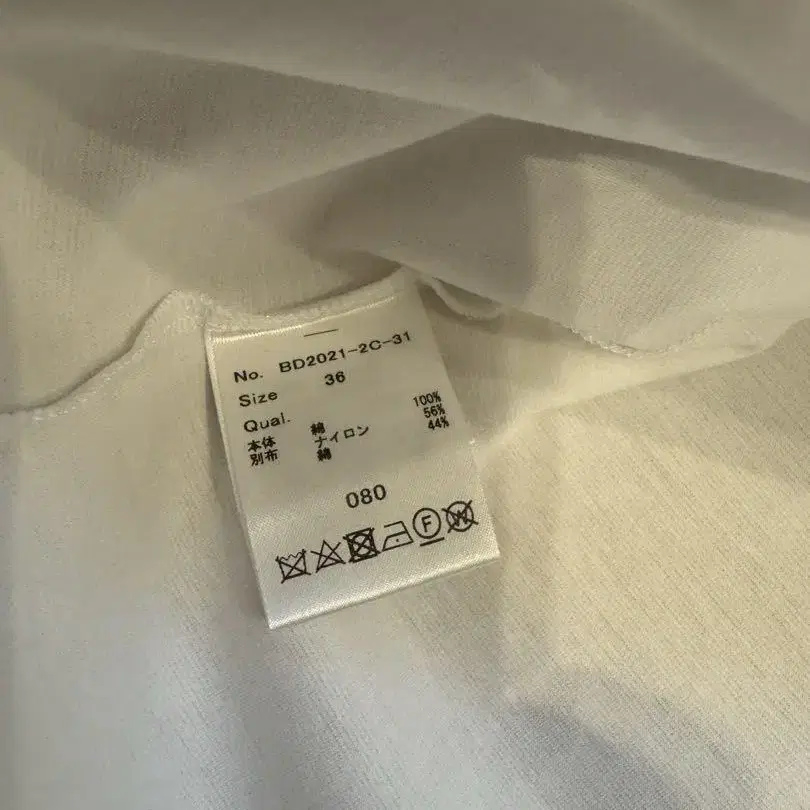 No. BD2021-2C-31
Size 36
Qual.
本体 綿 100%
別布 ナイロン 56%
綿 44%
080
F
W